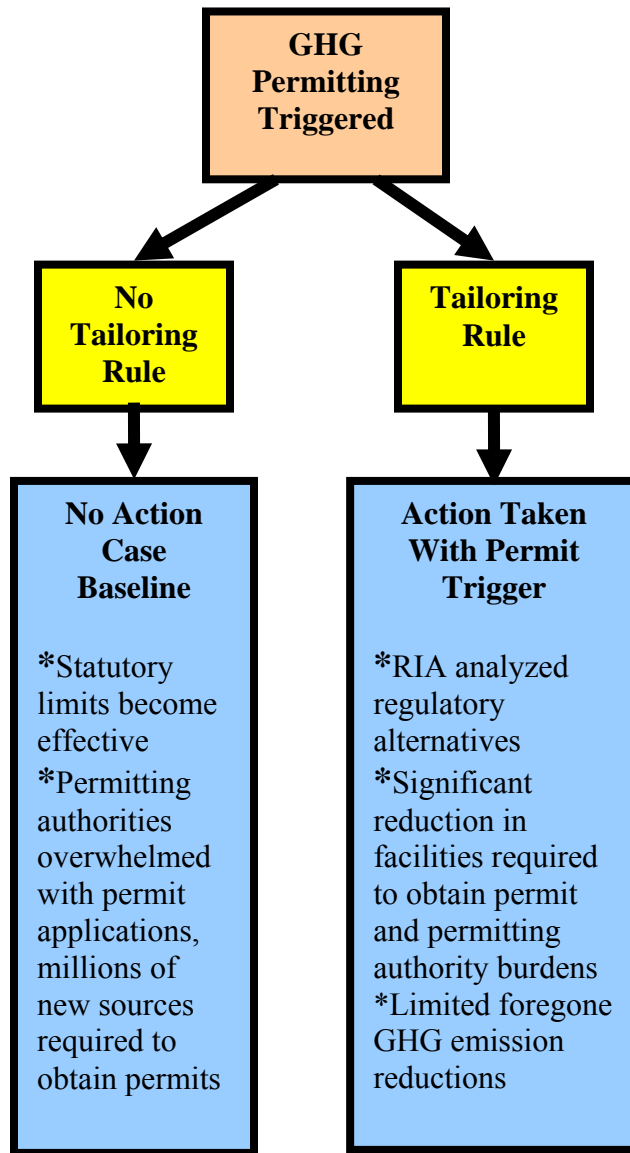 GHG
Permitting
Triggered
No
Tailoring
Rule
Tailoring
Rule
No Action
Case
Baseline
*Statutory
limits become
effective
*Permitting
authorities
overwhelmed
with permit
applications,
millions of
new sources
required to
obtain permits
Action Taken
With Permit
Trigger
*RIA analyzed
regulatory
alternatives
*Significant
reduction in
facilities required
to obtain permit
and permitting
authority burdens
*Limited foregone
GHG emission
reductions